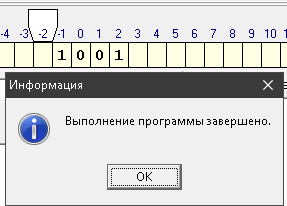 -4 -3 -2 -1 0 1 2 3 4 5 6 7 8 9 10 11
1 0 0 1
Информация
Выполнение программы завершено.
OK